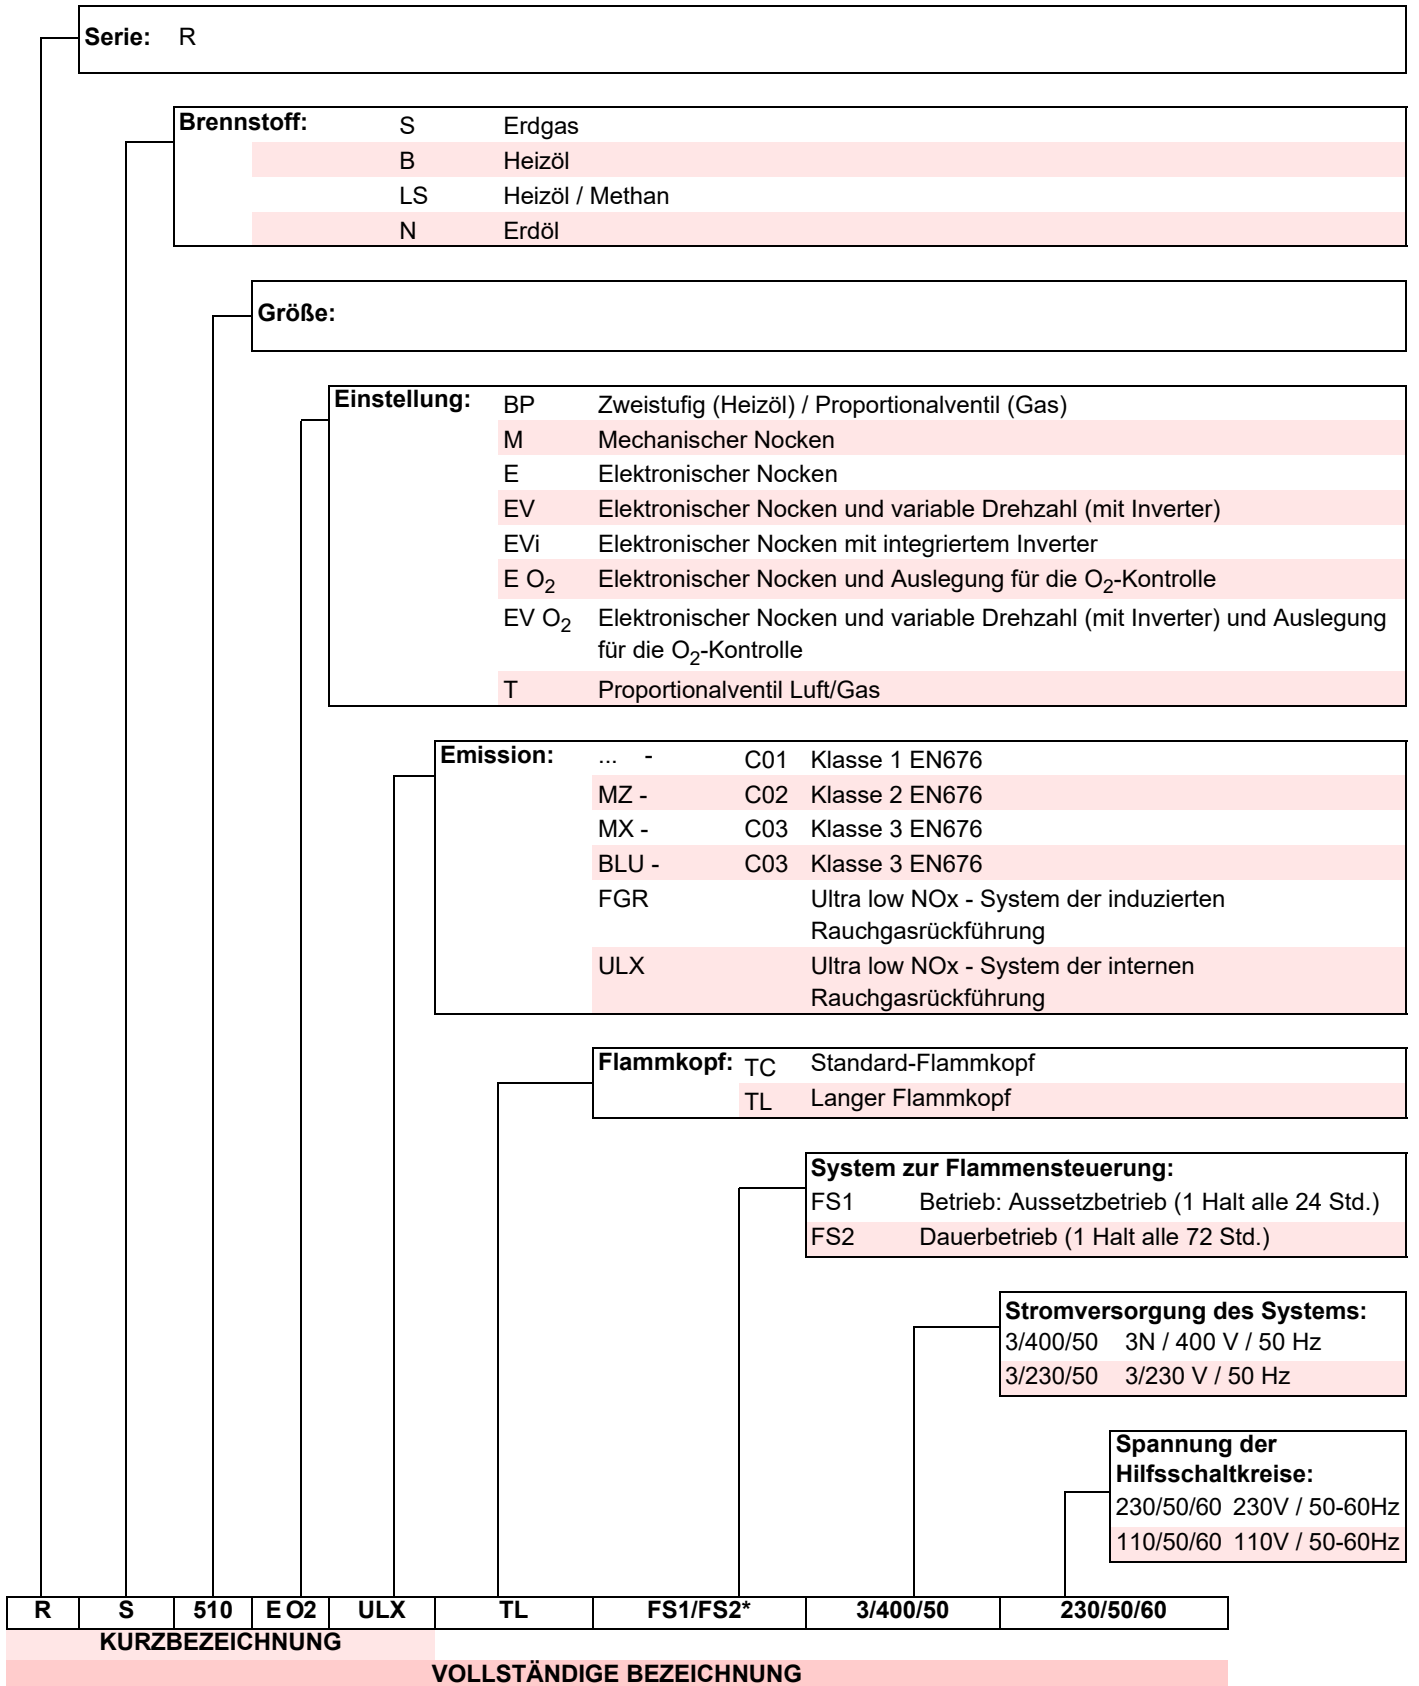 Serie: R
Brennstoff: S Erdgas
B Heizöl
LS Heizöl / Methan
N Erdöl
Größe:
Einstellung: BP Zweistufig (Heizöl) / Proportionalventil (Gas)
M Mechanischer Nocken
E Elektronischer Nocken
EV Elektronischer Nocken und variable Drehzahl (mit Inverter)
EVi Elektronischer Nocken mit integriertem Inverter
E O2 Elektronischer Nocken und Auslegung für die O2-Kontrolle
EV O2 Elektronischer Nocken und variable Drehzahl (mit Inverter) und Auslegung
für die O2-Kontrolle
T Proportionalventil Luft/Gas
Emission: ... - C01 Klasse 1 EN676
MZ - C02 Klasse 2 EN676
MX - C03 Klasse 3 EN676
BLU - C03 Klasse 3 EN676
FGR Ultra low NOx - System der induzierten
Rauchgasrückführung
ULX Ultra low NOx - System der internen
Rauchgasrückführung
Flammkopf: TC Standard-Flammkopf
TL Langer Flammkopf
System zur Flammensteuerung:
FS1 Betrieb: Aussetzbetrieb (1 Halt alle 24 Std.)
FS2 Dauerbetrieb (1 Halt alle 72 Std.)
Stromversorgung des Systems:
3/400/50 3N / 400 V / 50 Hz
3/230/50 3/230 V / 50 Hz
Spannung der
Hilfsschaltkreise:
230/50/60 230V / 50-60Hz
110/50/60 110V / 50-60Hz
R S 510 E O2 ULX TL FS1/FS2* 3/400/50 230/50/60
KURZBEZEICHNUNG
VOLLSTÄNDIGE BEZEICHNUNG